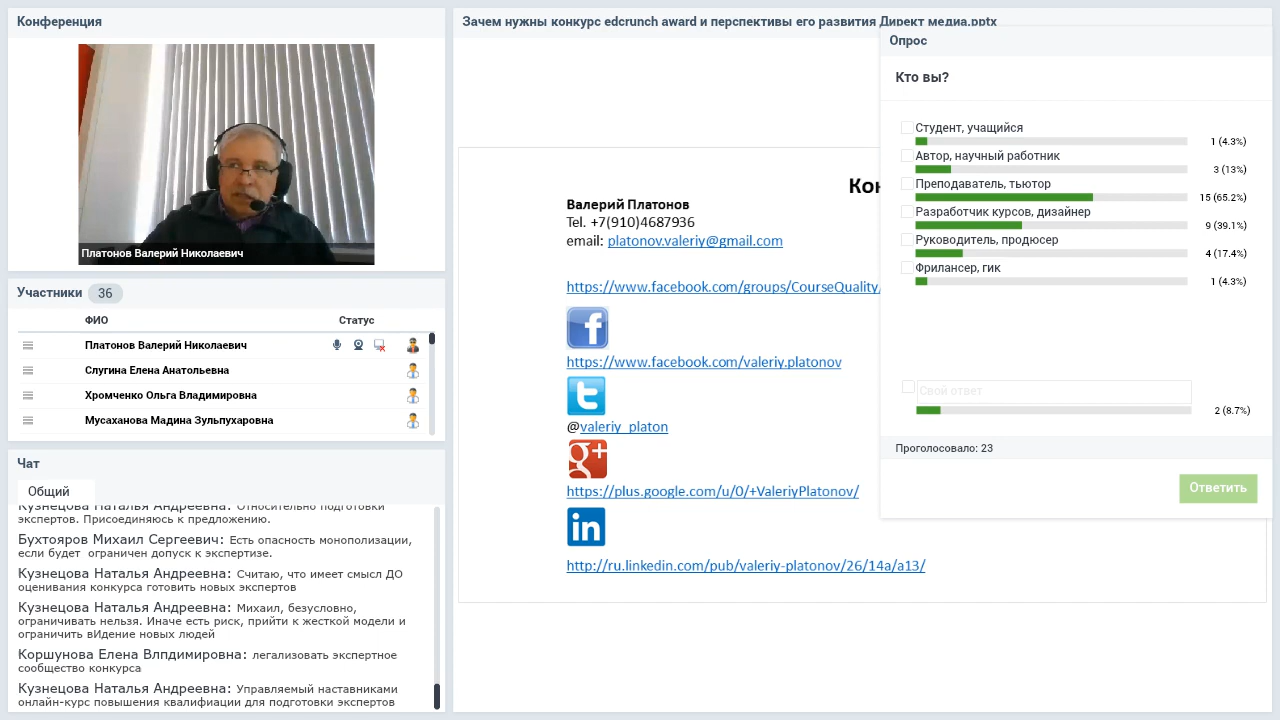 Конференция
Платонов Валерий Николаевич
Участники 36
ФИО Статус
Платонов Валерий Николаевич
Слугина Елена Анатольевна
Хромченко Ольга Владимировна
Мусаханова Мадина Зульпухаровна
Чат
Общий
Кузнецова Наталья Андреевна: Относительно подготовки
экспертов. Присоединяюсь к предложению.
Бухтояров Михаил Сергеевич: Есть опасность монополизации,
если будет ограничен допуск к экспертизе.
Кузнецова Наталья Андреевна: Считаю, что имеет смысл ДО
оценивания конкурса готовить новых экспертов
Кузнецова Наталья Андреевна: Михаил, безусловно,
ограничивать нельзя. Иначе есть риск, прийти к жесткой модели и
ограничить вИдение новых людей
Коршунова Елена Влпдимировна: легализовать экспертное
сообщество конкурса
Кузнецова Наталья Андреевна: Управляемый наставниками
онлайн-курс повышения квалифиации для подготовки экспертов
Зачем нужны конкурс edcrunch award и перспективы его развития Директ медиа.pptx
Кон
Валерий Платонов
Tel. +7(910)4687936
email: platonov.valeriy@gmail.com
https://www.facebook.com/groups/CourseQuality/
f
https://www.facebook.com/valeriy.platonov
t
@valeriy_platon
g+
https://plus.google.com/u/0/+ValeriyPlatonov/
in
http://ru.linkedin.com/pub/valeriy-platonov/26/14a/a13/
Опрос
Кто вы?
Студент, учащийся
1 (4.3%)
Автор, научный работник
3 (13%)
Преподаватель, тьютор
15 (65.2%)
Разработчик курсов, дизайнер
9 (39.1%)
Руководитель, продюсер
4 (17.4%)
Фрилансер, гик
1 (4.3%)
Свой ответ
2 (8.7%)
Проголосовало: 23
Ответить